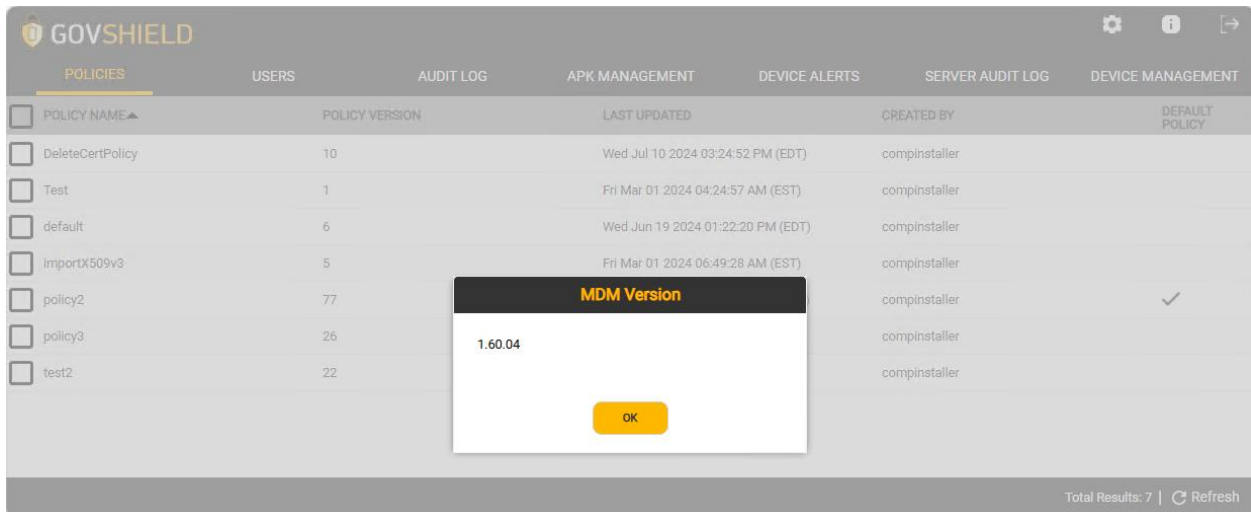 GOVSHIELD
POLICIES USERS AUDIT LOG APK MANAGEMENT DEVICE ALERTS SERVER AUDIT LOG DEVICE MANAGEMENT
POLICY NAME POLICY VERSION LAST UPDATED CREATED BY DEFAULT POLICY
DeleteCertPolicy 10 Wed Jul 10 2024 03:24:52 PM (EDT) compinstaller
Test 1 Fri Mar 01 2024 04:24:57 AM (EST) compinstaller
default 6 Wed Jun 19 2024 01:22:20 PM (EDT) compinstaller
importX509v3 5 Fri Mar 01 2024 06:49:28 AM (EST) compinstaller
policy2 77 compinstaller
policy3 26 compinstaller
test2 22 compinstaller
MDM Version
1.60.04
OK
Total Results: 7 | Refresh